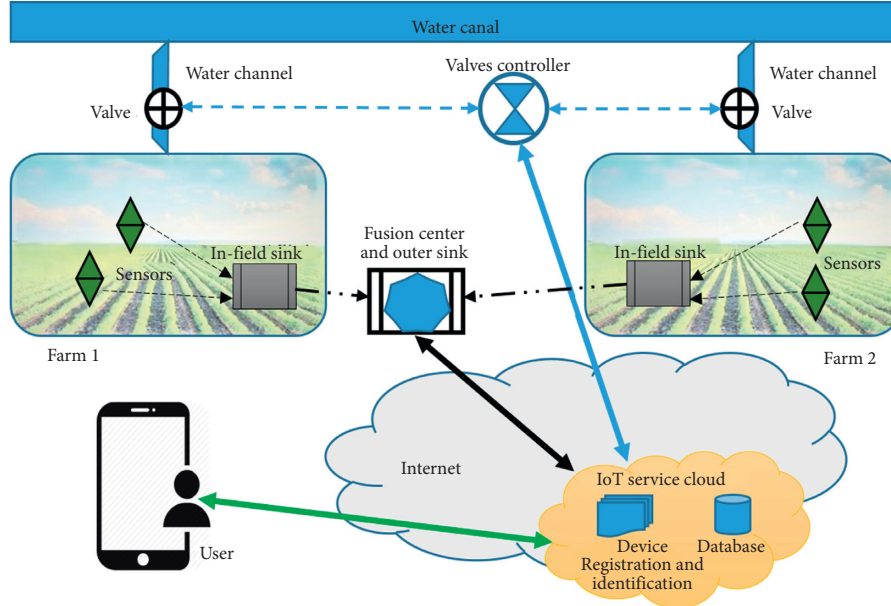 Water canal
Water channel
Valves controller
Water channel
Valve
Valve
Fusion center
and outer sink
In-field sink
In-field sink
Sensors
Sensors
Farm 1
Farm 2
Internet
IoT service cloud
Device
Database
Registration and
identification
User